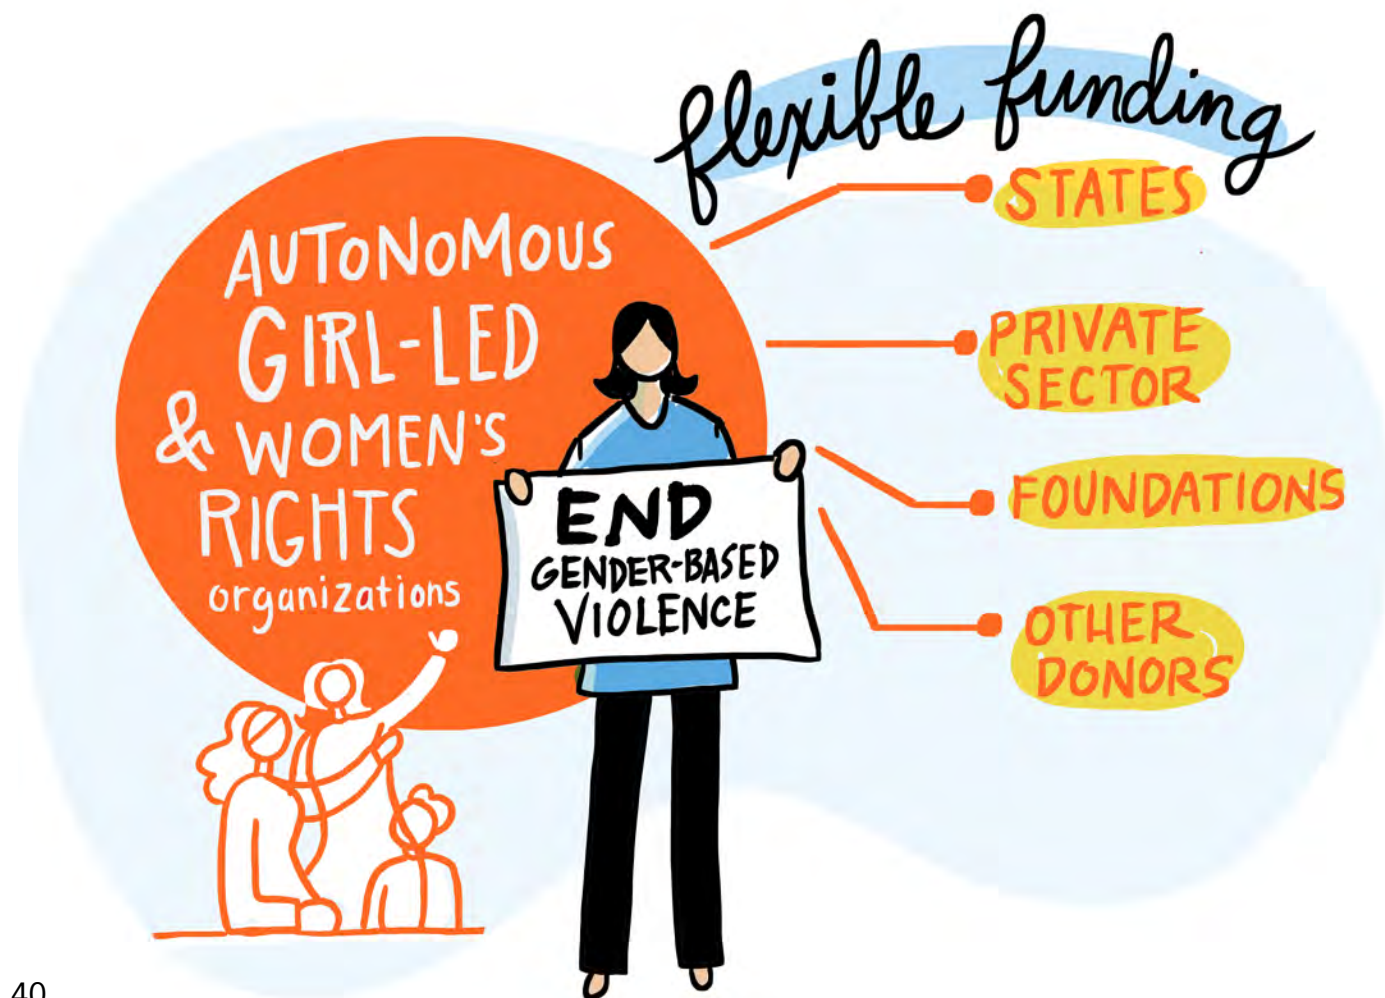 flexible funding
AUTONOMOUS
GIRL-LED
& WOMEN'S
RIGHTS
organizations
END
GENDER-BASED
VIOLENCE
STATES
PRIVATE
SECTOR
FOUNDATIONS
OTHER
DONORS
40